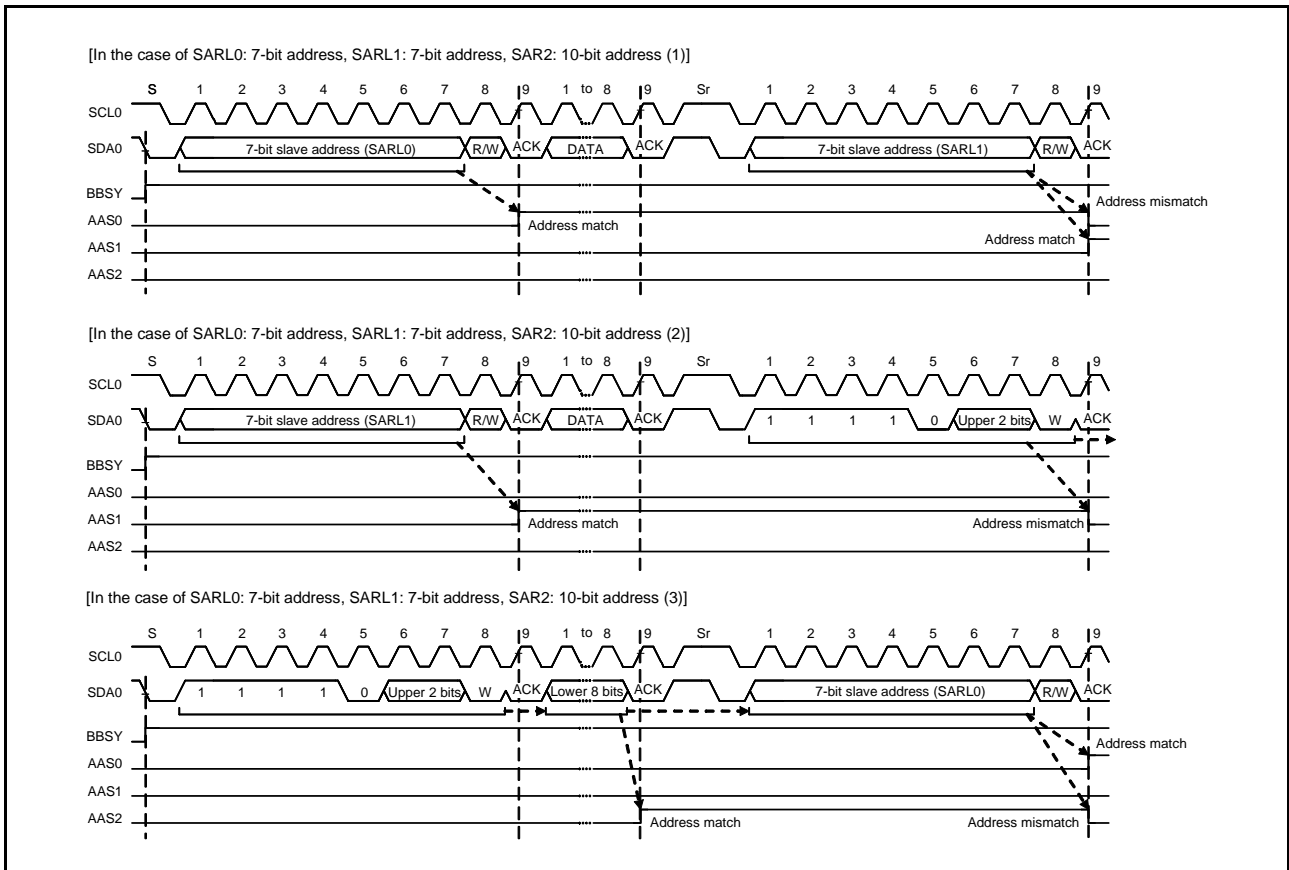 [In the case of SARL0: 7-bit address, SARL1: 7-bit address, SAR2: 10-bit address (1)]
S 1 2 3 4 5 6 7 8 9 1 to 8 9 Sr 1 2 3 4 5 6 7 8 9
SCL0
SDA0 7-bit slave address (SARL0) R/W ACK DATA ACK 7-bit slave address (SARL1) R/W ACK
BBSY
Address mismatch
AAS0 Address match
Address match
AAS1
AAS2
[In the case of SARL0: 7-bit address, SARL1: 7-bit address, SAR2: 10-bit address (2)]
S 1 2 3 4 5 6 7 8 9 1 to 8 9 Sr 1 2 3 4 5 6 7 8 9
SCL0
SDA0 7-bit slave address (SARL1) R/W ACK DATA ACK 1 1 1 1 0 Upper 2 bits W ACK
BBSY
AAS0
AAS1 Address match Address mismatch
AAS2
[In the case of SARL0: 7-bit address, SARL1: 7-bit address, SAR2: 10-bit address (3)]
S 1 2 3 4 5 6 7 8 9 1 to 8 9 Sr 1 2 3 4 5 6 7 8 9
SCL0
SDA0 1 1 1 1 0 Upper 2 bits W ACK Lower 8 bits ACK 7-bit slave address (SARL0) R/W ACK
BBSY
Address match
AAS0
AAS1
AAS2 Address match Address mismatch